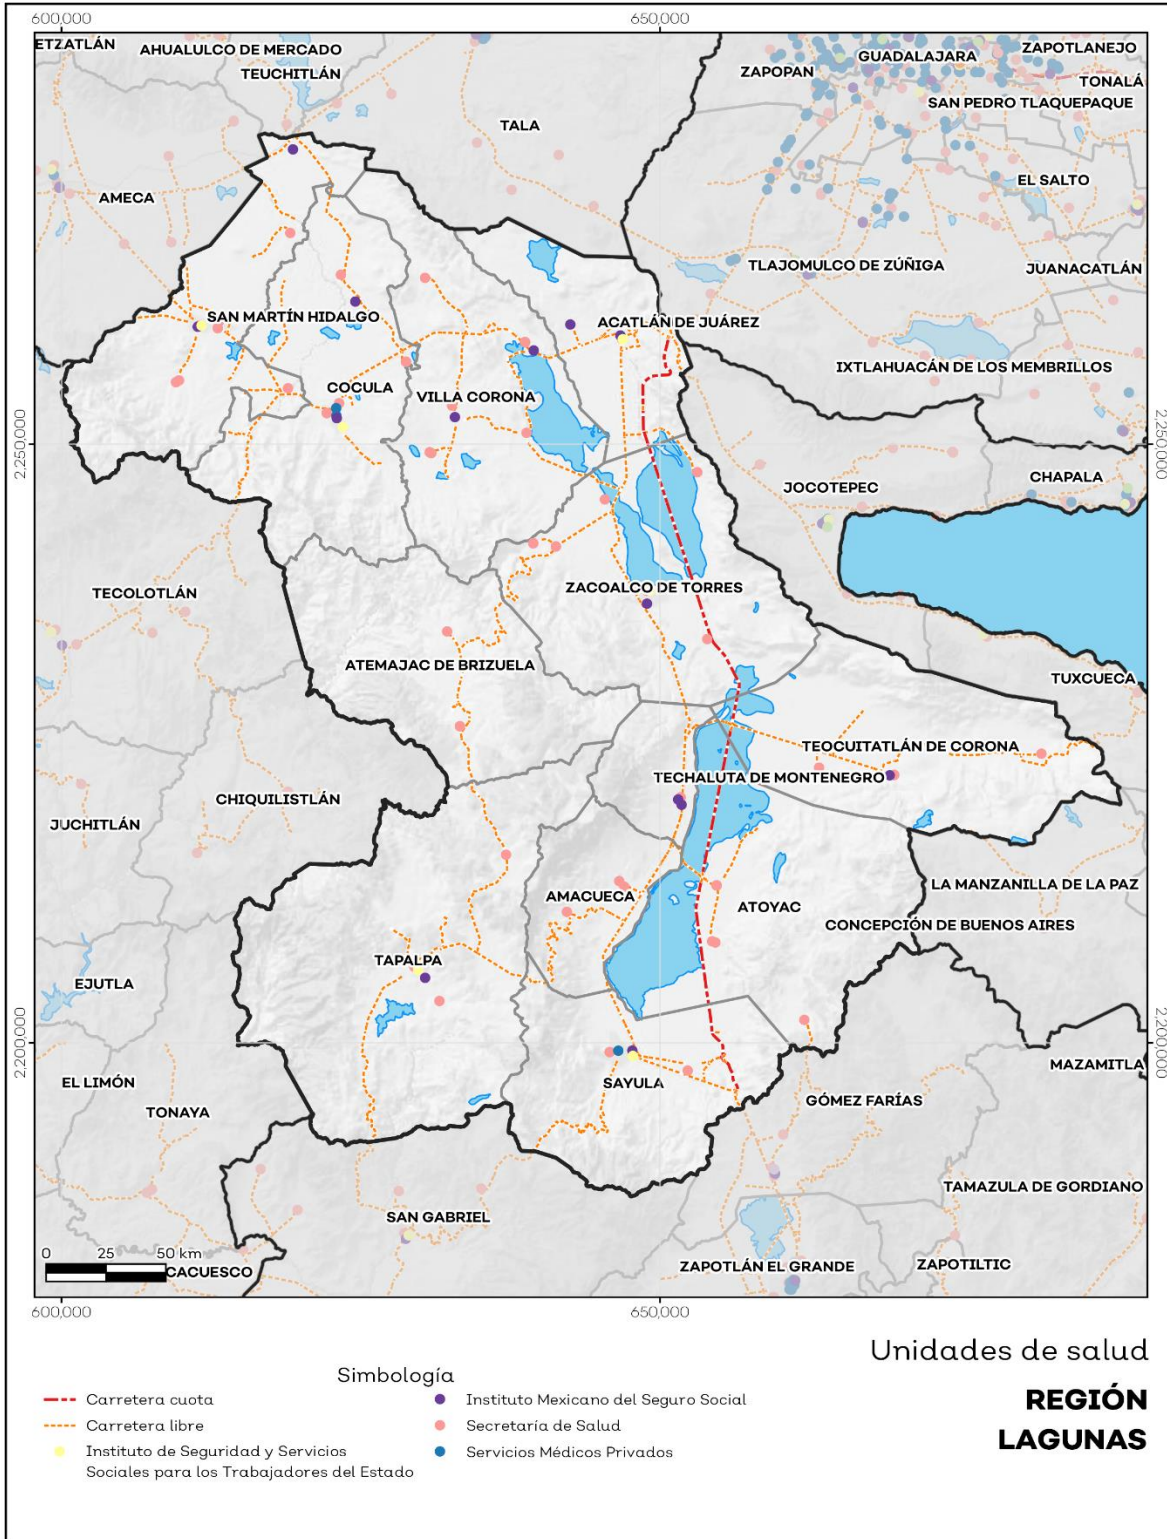 600,000
650,000
ETZATLÁN
AHUALULCO DE MERCADO
TEUCHITLÁN
ZAPOPAN
GUADALAJARA
ZAPOTLANEJO
TONALÁ
SAN PEDRO TLAQUEPAQUE
TALA
EL SALTO
AMECA
TLAJOMULCO DE ZÚÑIGA
JUANACATLÁN
SAN MARTÍN HIDALGO
ACATLÁN DE JUÁREZ
IXTLAHUACÁN DE LOS MEMBRILLOS
COCULA
VILLA CORONA
2,250,000
2,250,000
JOCOTEPEC
CHAPALA
TECOLOTLÁN
ZACOALCO DE TORRES
ATEMAJAC DE BRIZUELA
TUXCUECA
TEOCUITATLÁN DE CORONA
TECHALUTA DE MONTENEGRO
CHIQUILISTLÁN
JUCHITLÁN
LA MANZANILLA DE LA PAZ
AMACUECA
ATOYAC
CONCEPCIÓN DE BUENOS AIRES
TAPALPA
EJUTLA
2,200,000
2,200,000
MAZAMITLA
EL LIMÓN
SAYULA
TONAYA
GÓMEZ FARÍAS
TAMAZULA DE GORDIANO
SAN GABRIEL
0 25 50 km
CACUESCO
ZAPOTLÁN EL GRANDE
ZAPOTILTIC
600,000
650,000
Unidades de salud
REGIÓN
LAGUNAS
Simbología
Carretera cuota
Carretera libre
Instituto de Seguridad y Servicios
Sociales para los Trabajadores del Estado
Instituto Mexicano del Seguro Social
Secretaría de Salud
Servicios Médicos Privados